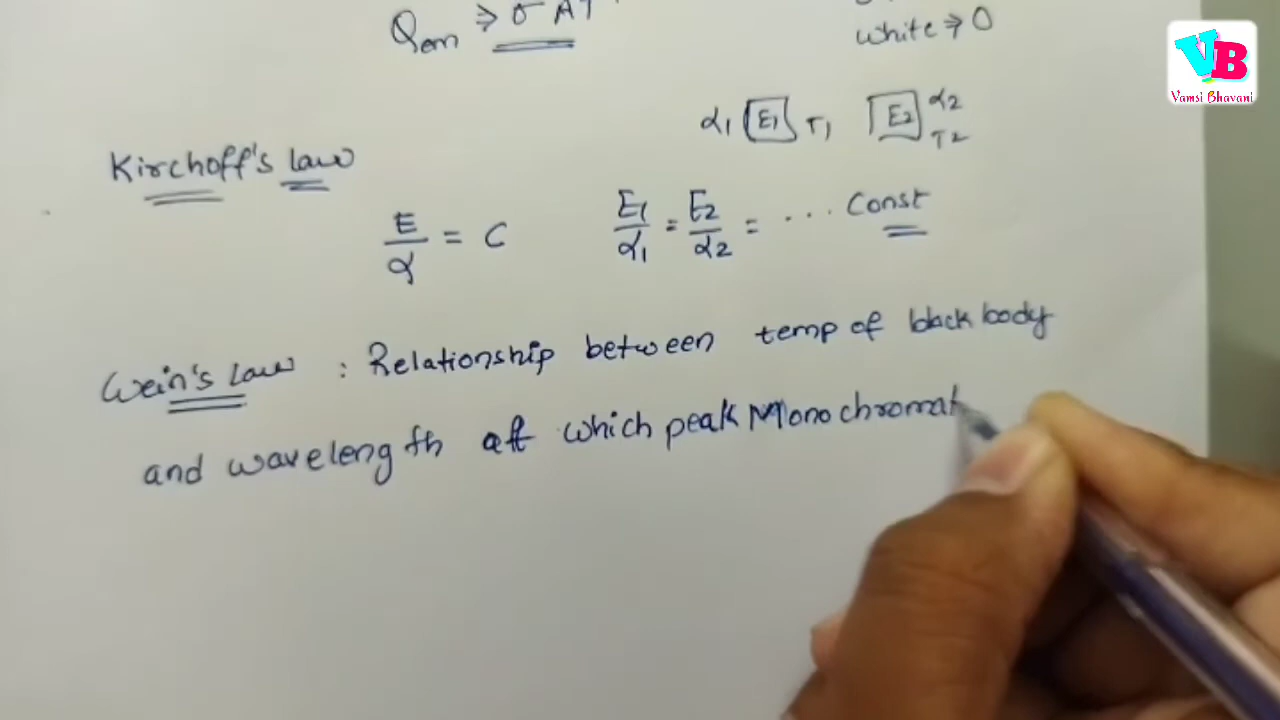 Qem ⇒ σ A T
white ⇒ 0
VB
Vamsi Bhavani
α1 E1 T1 E2 α2
T2
Kirchoff's law
E/α = C E1/α1 = E2/α2 = ... Const
Wein's Law : Relationship between temp of black body
and wavelength at which peak Monochromat